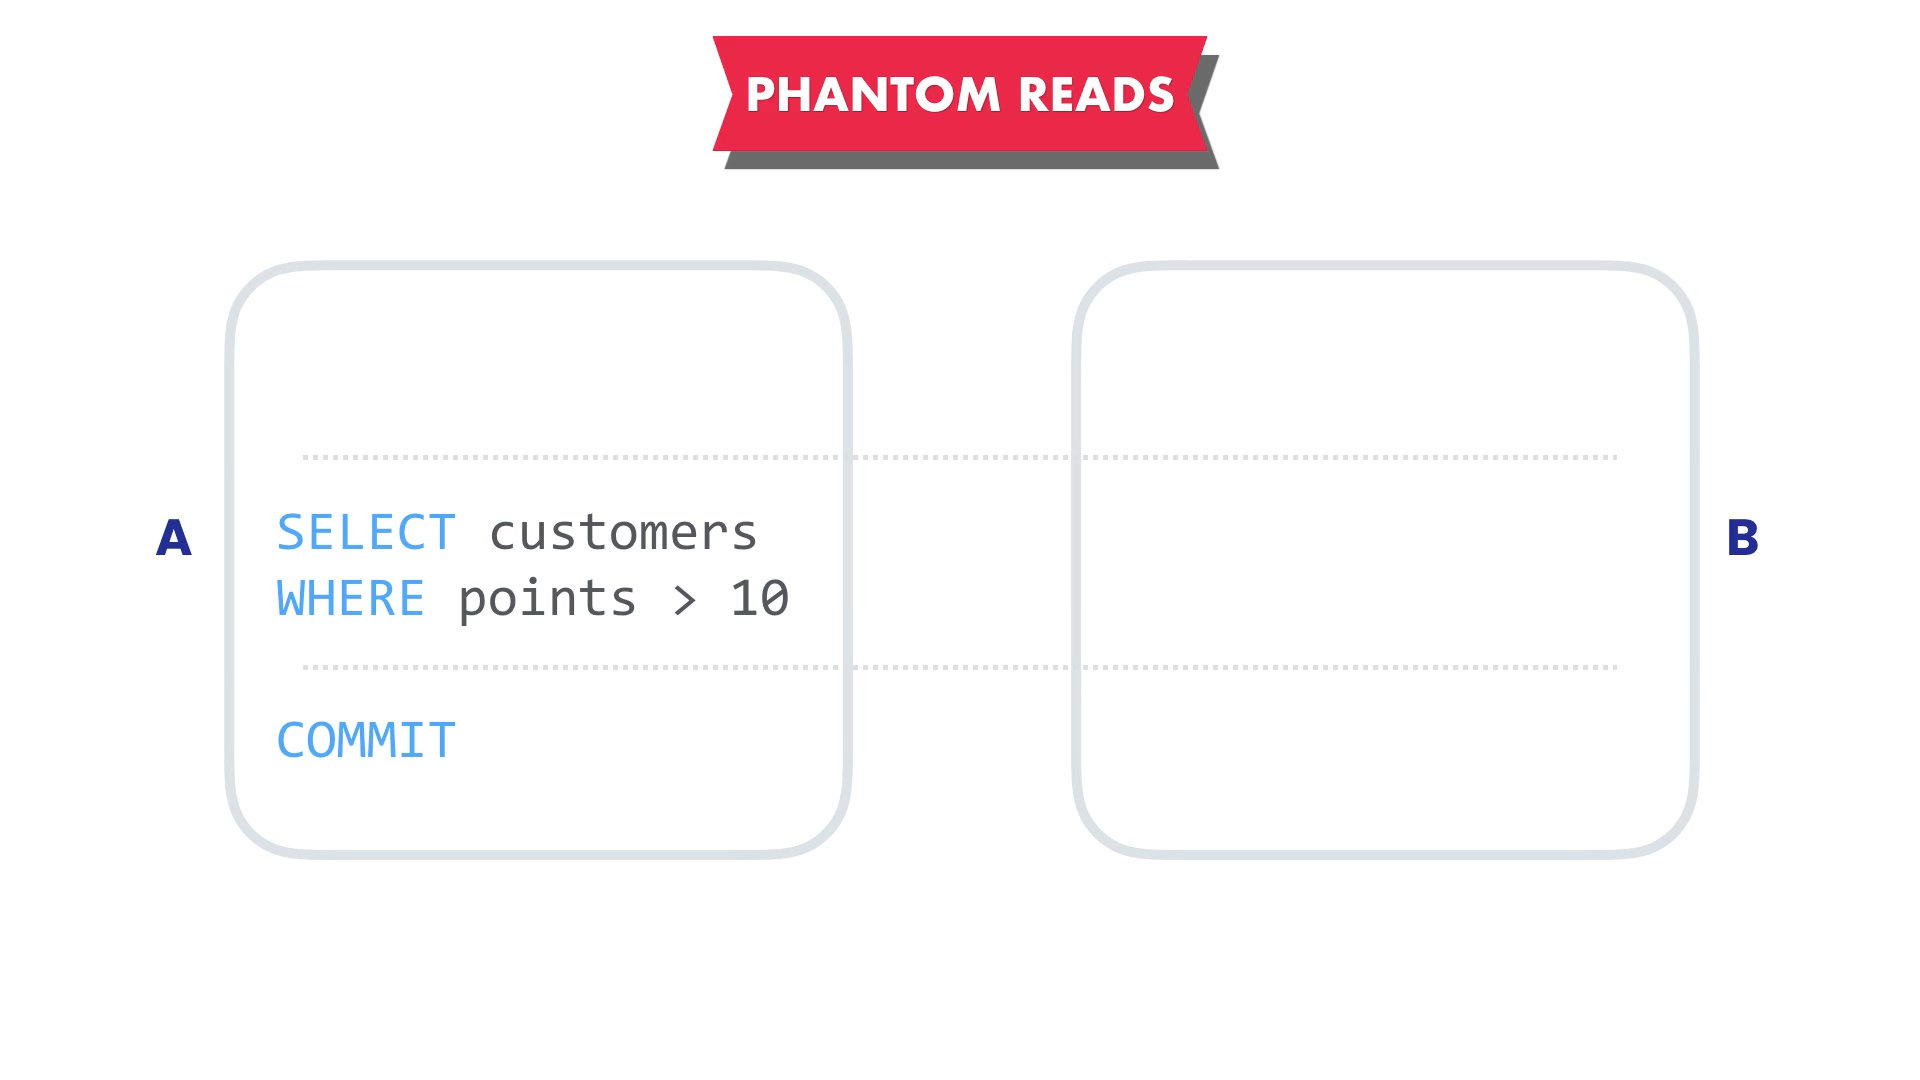 PHANTOM READS
A
SELECT customers
WHERE points > 10
COMMIT
B